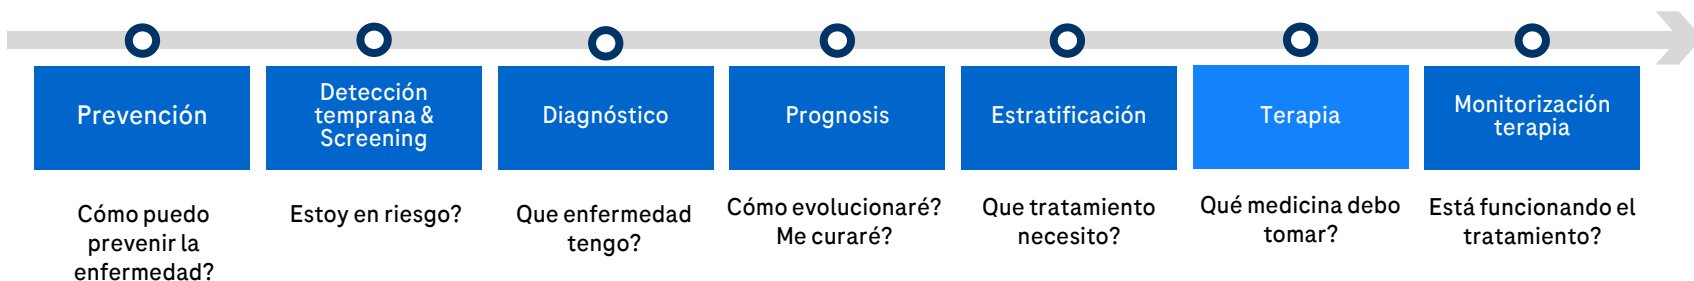 Prevención
Detección
temprana &
Screening
Diagnóstico
Prognosis
Estratificación
Terapia
Monitorización
terapia
Cómo puedo
prevenir la
enfermedad?
Estoy en riesgo?
Que enfermedad
tengo?
Cómo evolucionaré?
Me curaré?
Que tratamiento
necesito?
Qué medicina debo
tomar?
Está funcionando el
tratamiento?